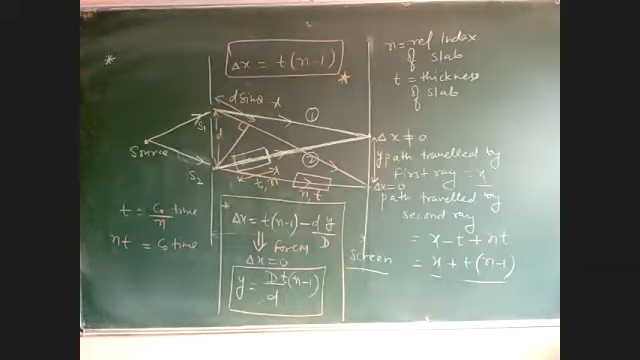 *
Δx = t(n-1)
*
n = ref Index
of slab
t = thickness
of slab
d sinθ
x
①
S₁
d
Source
②
S₂
t, n
n, t
Δx ≠ 0
y
Δx=0
path travelled by
first ray = x
path travelled by
second ray
= x - t + nt
= x + t(n-1)
Screen
t = C₀ time
n
nt = C₀ time
*
Δx = t(n-1) - d y
D
⇓ for CM
Δx = 0
y = Dt(n-1)
d